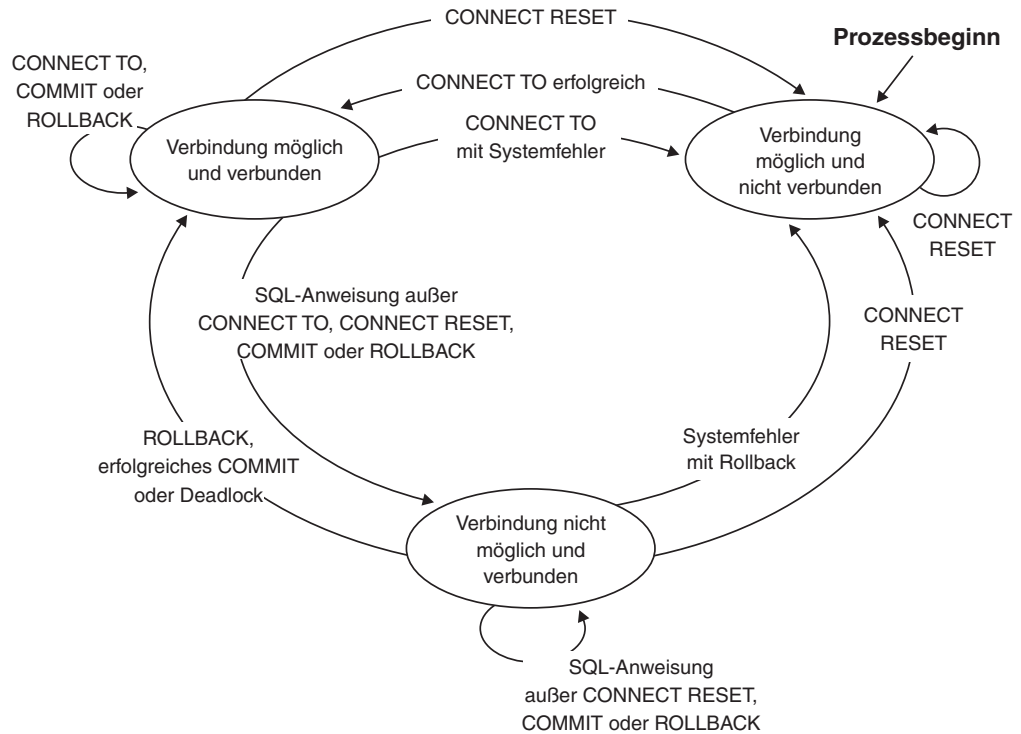 CONNECT RESET
Prozessbeginn
CONNECT TO,
COMMIT oder
ROLLBACK
CONNECT TO erfolgreich
CONNECT TO
mit Systemfehler
Verbindung möglich
und verbunden
Verbindung
möglich und
nicht verbunden
CONNECT
RESET
SQL-Anweisung außer
CONNECT TO, CONNECT RESET,
COMMIT oder ROLLBACK
CONNECT
RESET
ROLLBACK,
erfolgreiches COMMIT
oder Deadlock
Systemfehler
mit Rollback
Verbindung nicht
möglich und
verbunden
SQL-Anweisung
außer CONNECT RESET,
COMMIT oder ROLLBACK